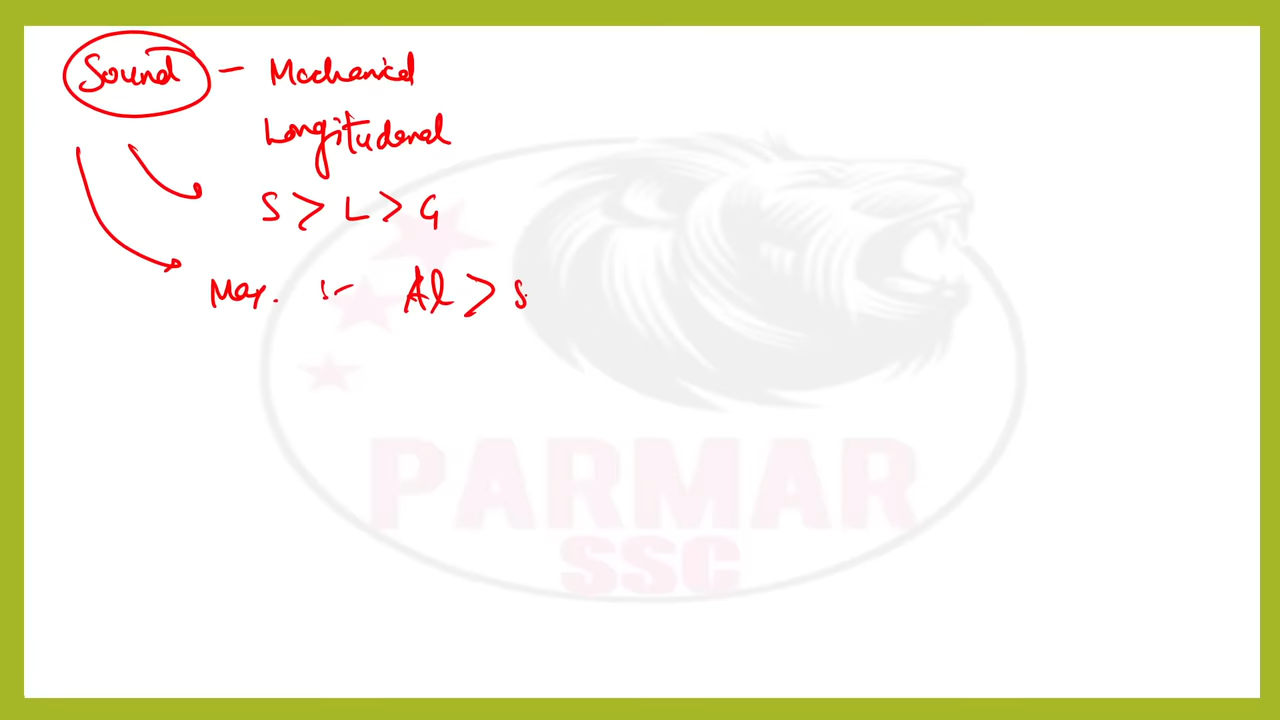 Sound - Mechanical
Longitudenal
S > L > G
Max. :- Al > s
PARMAR
SSC